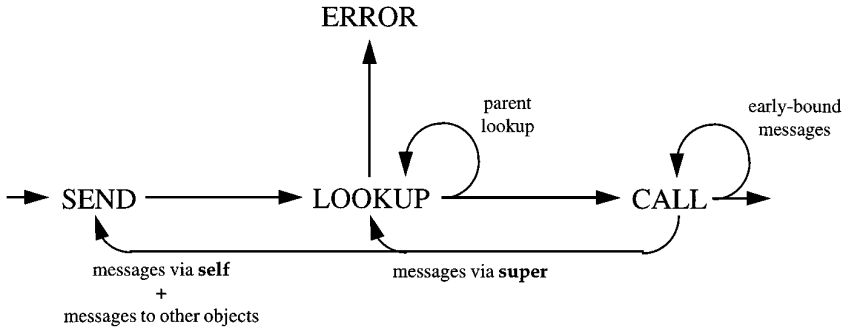 ERROR
parent
lookup
early-bound
messages
SEND
LOOKUP
CALL
messages via self
+
messages to other objects
messages via super